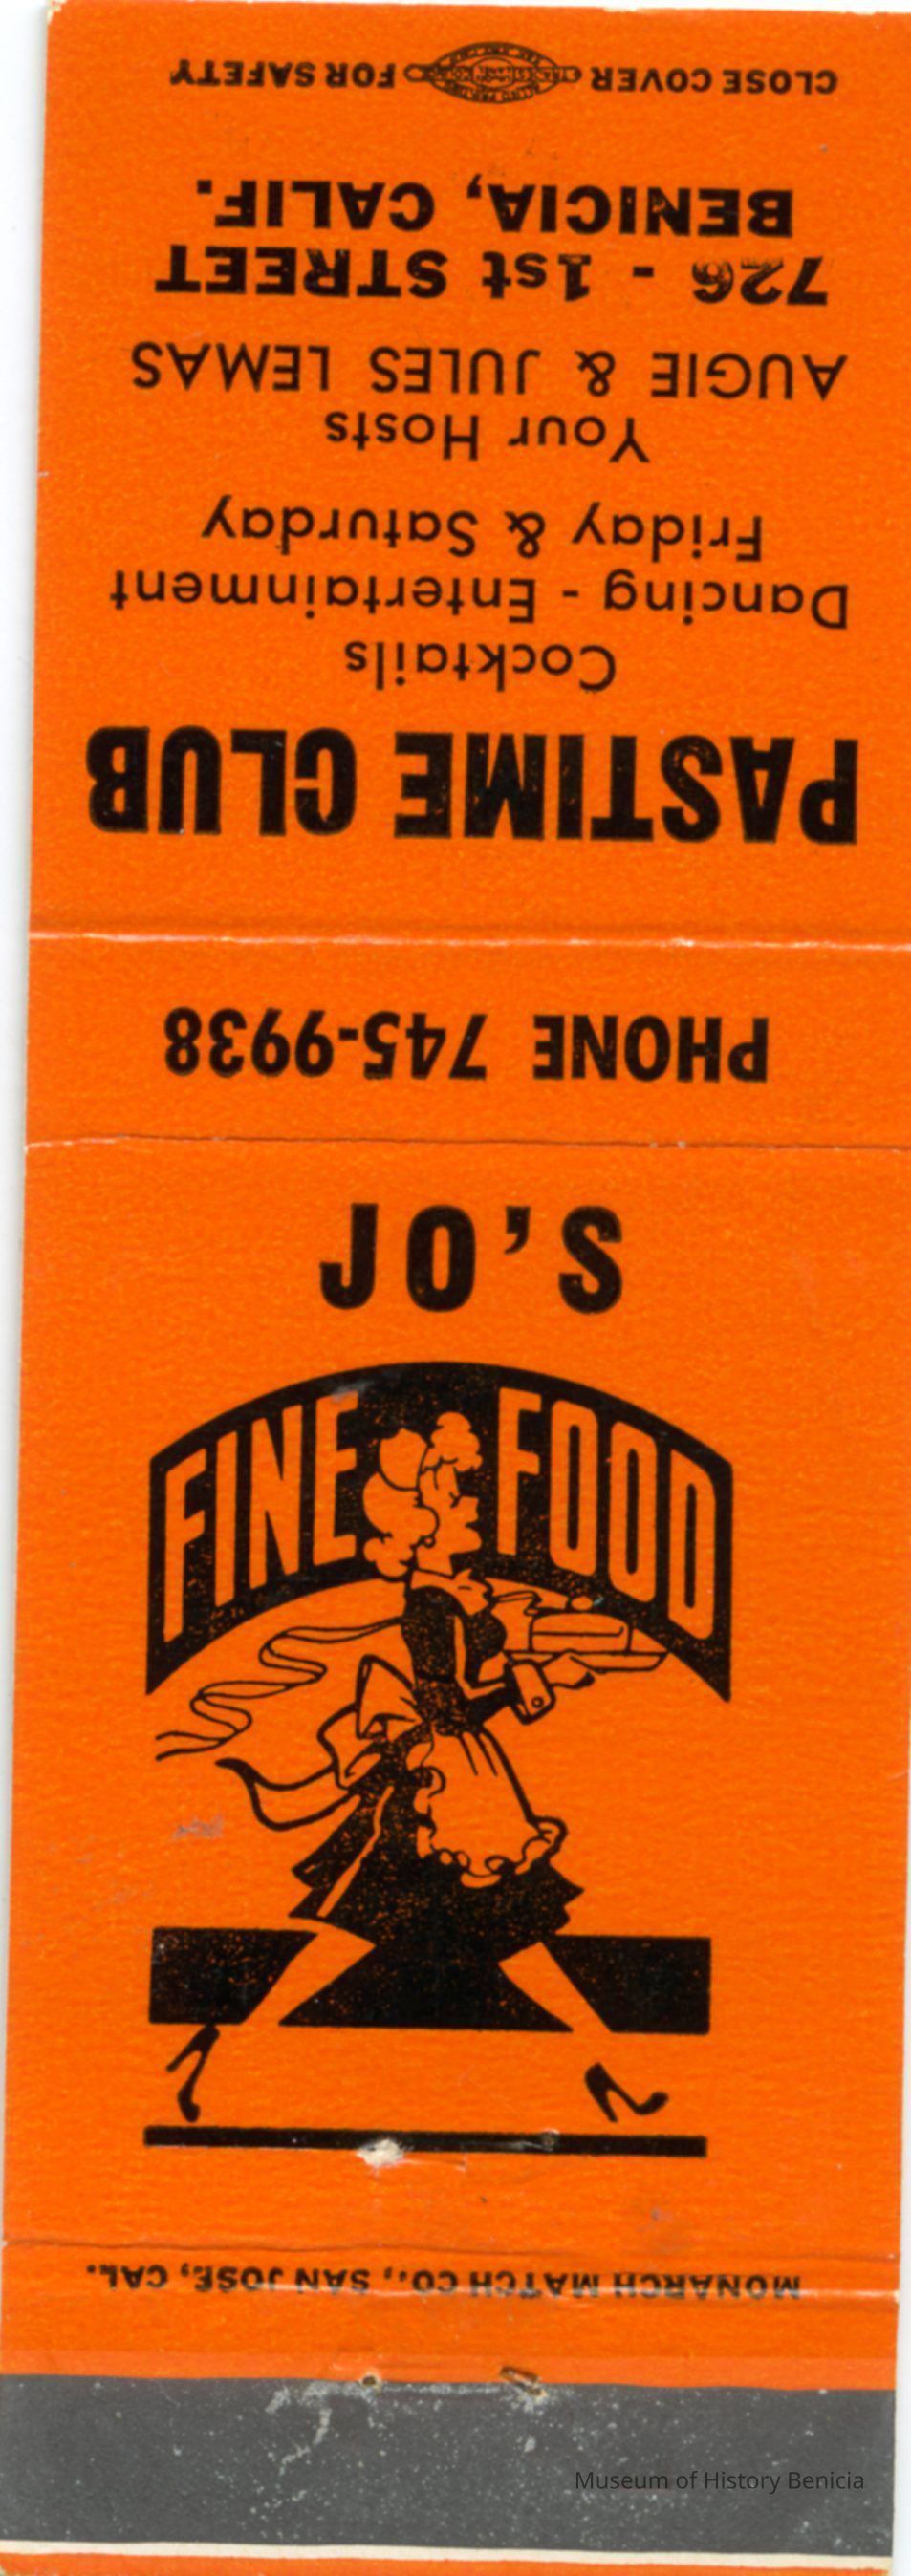 JO'S
FINE FOOD
MONARCH MATCH CO., SAN JOSE, CAL.
PHONE 745-9938
PASTIME CLUB
Cocktails
Dancing - Entertainment
Friday & Saturday
Your Hosts
AUGIE & JULES LEMAS
726 - 1st STREET
BENICIA, CALIF.
CLOSE COVER FOR SAFETY
Museum of History Benicia